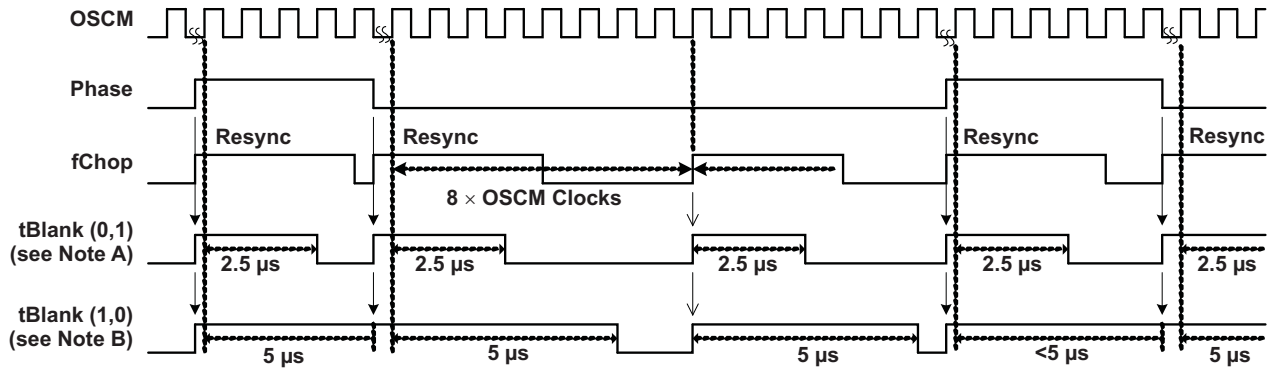 OSCM
Phase
Resync Resync Resync Resync
fChop
8 × OSCM Clocks
tBlank (0,1)
(see Note A)
2.5 µs 2.5 µs 2.5 µs 2.5 µs 2.5 µs
tBlank (1,0)
(see Note B)
5 µs 5 µs 5 µs <5 µs 5 µs